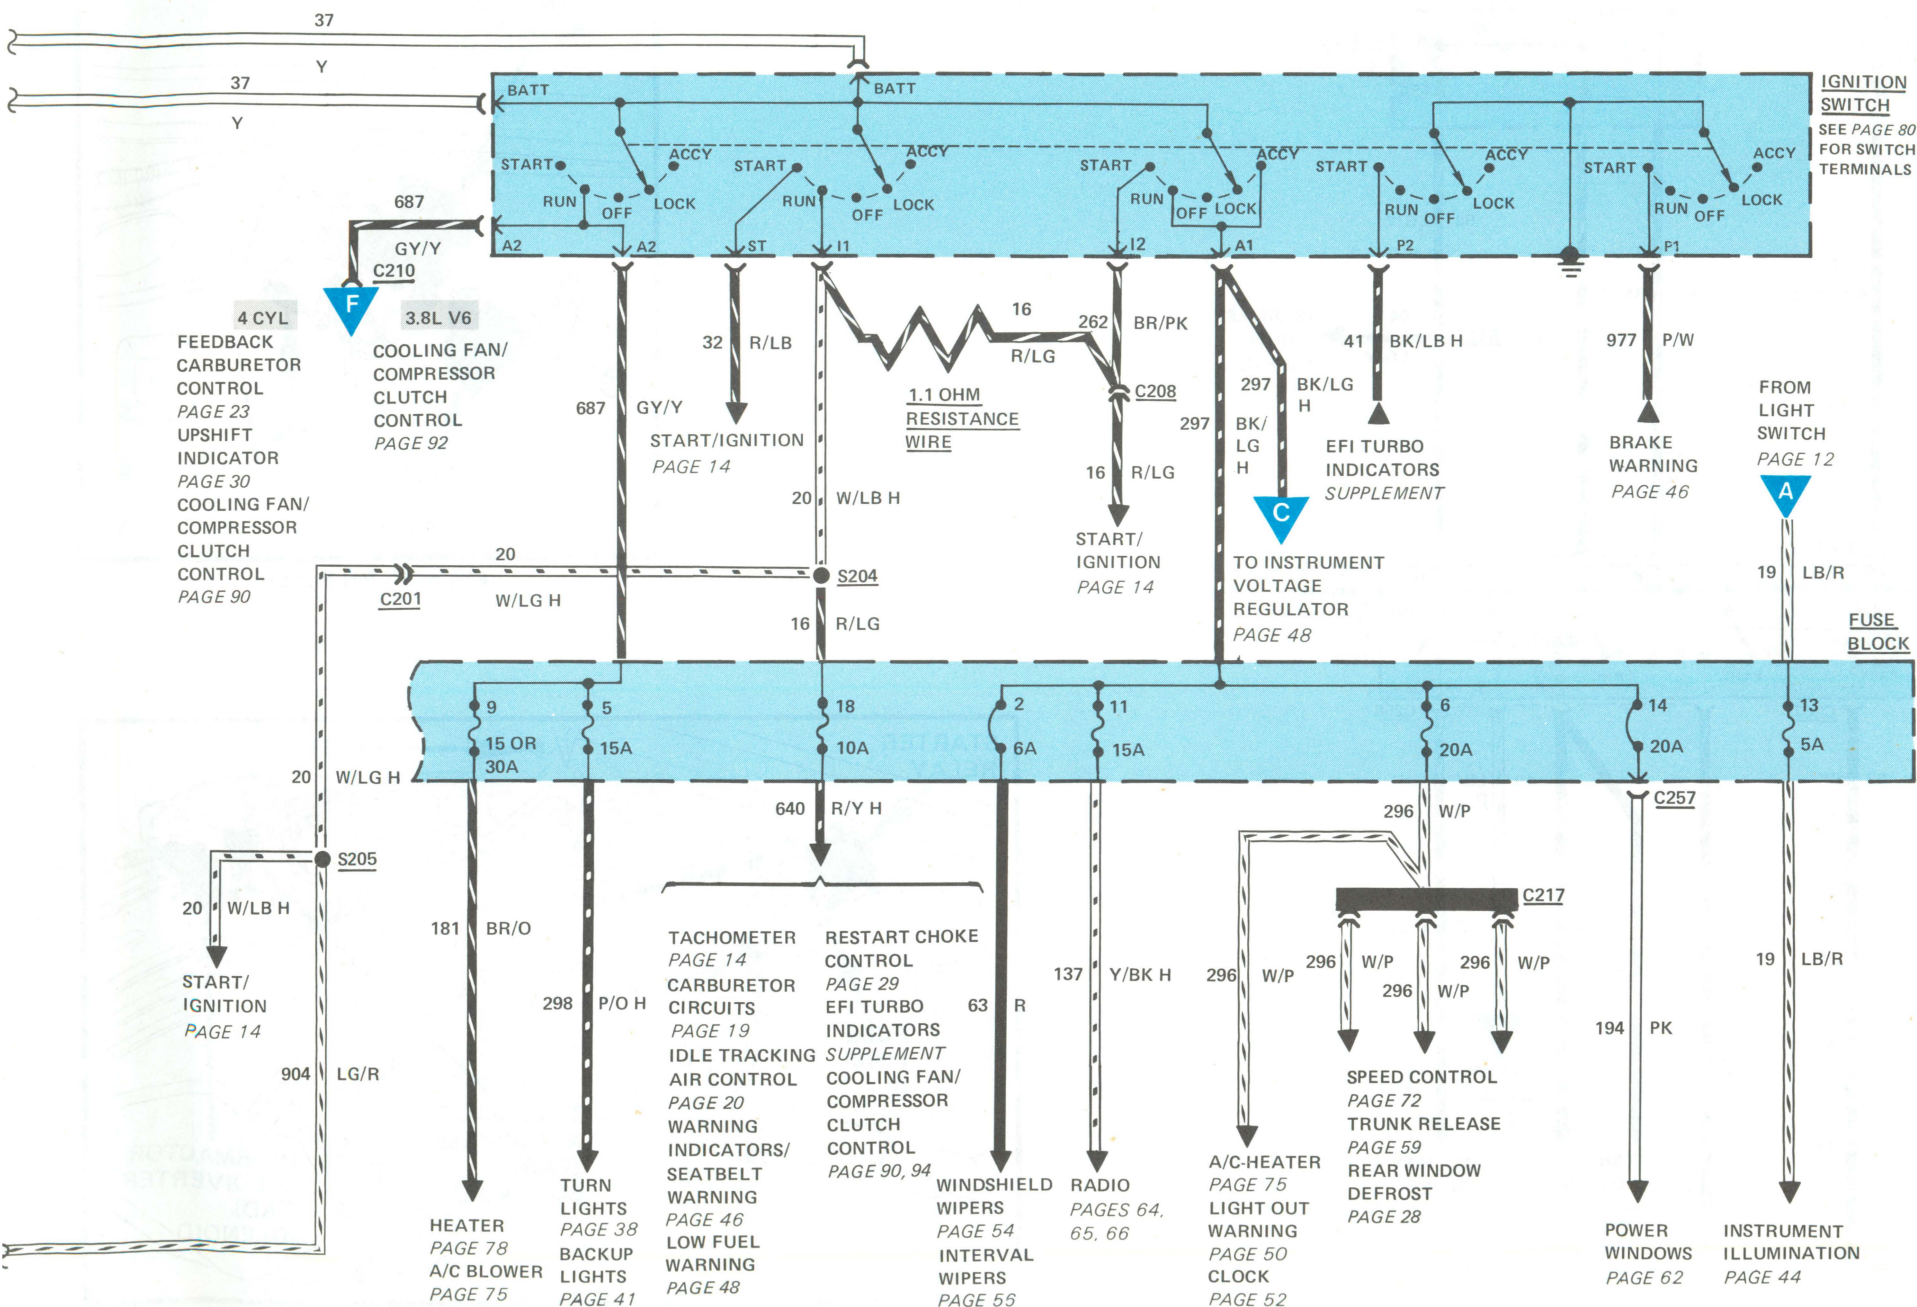 37
Y
37
Y
BATT
BATT
IGNITION
SWITCH
SEE PAGE 80
FOR SWITCH
TERMINALS
START
ACCY
RUN
OFF
LOCK
START
ACCY
RUN
OFF
LOCK
START
ACCY
RUN
OFF
LOCK
START
ACCY
RUN
OFF
LOCK
START
ACCY
RUN
OFF
LOCK
A2
A2
ST
I1
I2
A1
P2
P1
687
GY/Y
C210
F
4 CYL
3.8L V6
FEEDBACK
CARBURETOR
CONTROL
PAGE 23
UPSHIFT
INDICATOR
PAGE 30
COOLING FAN/
COMPRESSOR
CLUTCH
CONTROL
PAGE 90
COOLING FAN/
COMPRESSOR
CLUTCH
CONTROL
PAGE 92
687
GY/Y
32
R/LB
START/IGNITION
PAGE 14
20
W/LB H
16
R/LG
1.1 OHM
RESISTANCE
WIRE
262
BR/PK
C208
16
R/LG
START/
IGNITION
PAGE 14
297
BK/
LG
H
297
BK/LG
H
C
TO INSTRUMENT
VOLTAGE
REGULATOR
PAGE 48
41
BK/LB H
EFI TURBO
INDICATORS
SUPPLEMENT
977
P/W
BRAKE
WARNING
PAGE 46
FROM
LIGHT
SWITCH
PAGE 12
A
19
LB/R
20
C201
W/LG H
S204
16
R/LG
FUSE
BLOCK
9
15 OR
30A
5
15A
18
10A
2
6A
11
15A
6
20A
14
20A
13
5A
20
W/LG H
S205
20
W/LB H
START/
IGNITION
PAGE 14
904
LG/R
181
BR/O
HEATER
PAGE 78
A/C BLOWER
PAGE 75
298
P/O H
TURN
LIGHTS
PAGE 38
BACKUP
LIGHTS
PAGE 41
640
R/Y H
TACHOMETER
PAGE 14
CARBURETOR
CIRCUITS
PAGE 19
IDLE TRACKING
AIR CONTROL
PAGE 20
WARNING
INDICATORS/
SEATBELT
WARNING
PAGE 46
LOW FUEL
WARNING
PAGE 48
RESTART CHOKE
CONTROL
PAGE 29
EFI TURBO
INDICATORS
SUPPLEMENT
COOLING FAN/
COMPRESSOR
CLUTCH
CONTROL
PAGE 90, 94
63
R
WINDSHIELD
WIPERS
PAGE 54
INTERVAL
WIPERS
PAGE 55
137
Y/BK H
RADIO
PAGES 64,
65, 66
296
W/P
C217
296
W/P
296
W/P
296
W/P
296
W/P
A/C-HEATER
PAGE 75
LIGHT OUT
WARNING
PAGE 50
CLOCK
PAGE 52
SPEED CONTROL
PAGE 72
TRUNK RELEASE
PAGE 59
REAR WINDOW
DEFROST
PAGE 28
C257
194
PK
POWER
WINDOWS
PAGE 62
19
LB/R
INSTRUMENT
ILLUMINATION
PAGE 44